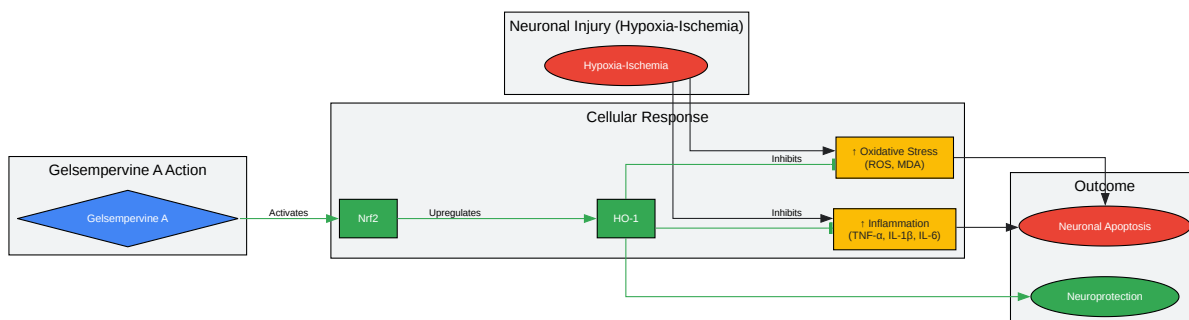 Neuronal Injury (Hypoxia-Ischemia)
Hypoxia-Ischemia
Cellular Response
Gelsempervine A Action
Gelsempervine A
Activates
Nrf2
Upregulates
HO-1
Inhibits
↑ Oxidative Stress
(ROS, MDA)
Inhibits
↑ Inflammation
(TNF-α, IL-1β, IL-6)
Outcome
Neuronal Apoptosis
Neuroprotection